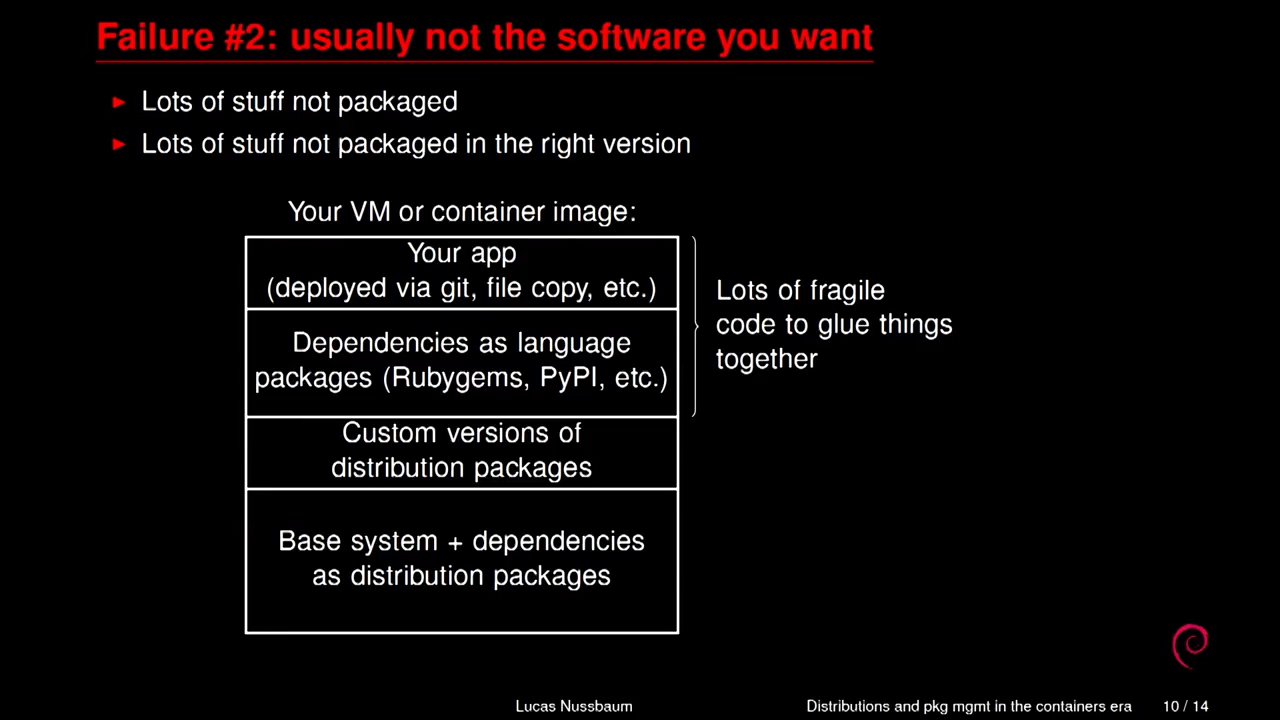 Failure #2: usually not the software you want
Lots of stuff not packaged
Lots of stuff not packaged in the right version
Your VM or container image:
Your app
(deployed via git, file copy, etc.)
Dependencies as language
packages (Rubygems, PyPI, etc.)
Custom versions of
distribution packages
Base system + dependencies
as distribution packages
Lots of fragile
code to glue things
together
Lucas Nussbaum
Distributions and pkg mgmt in the containers era
10 / 14